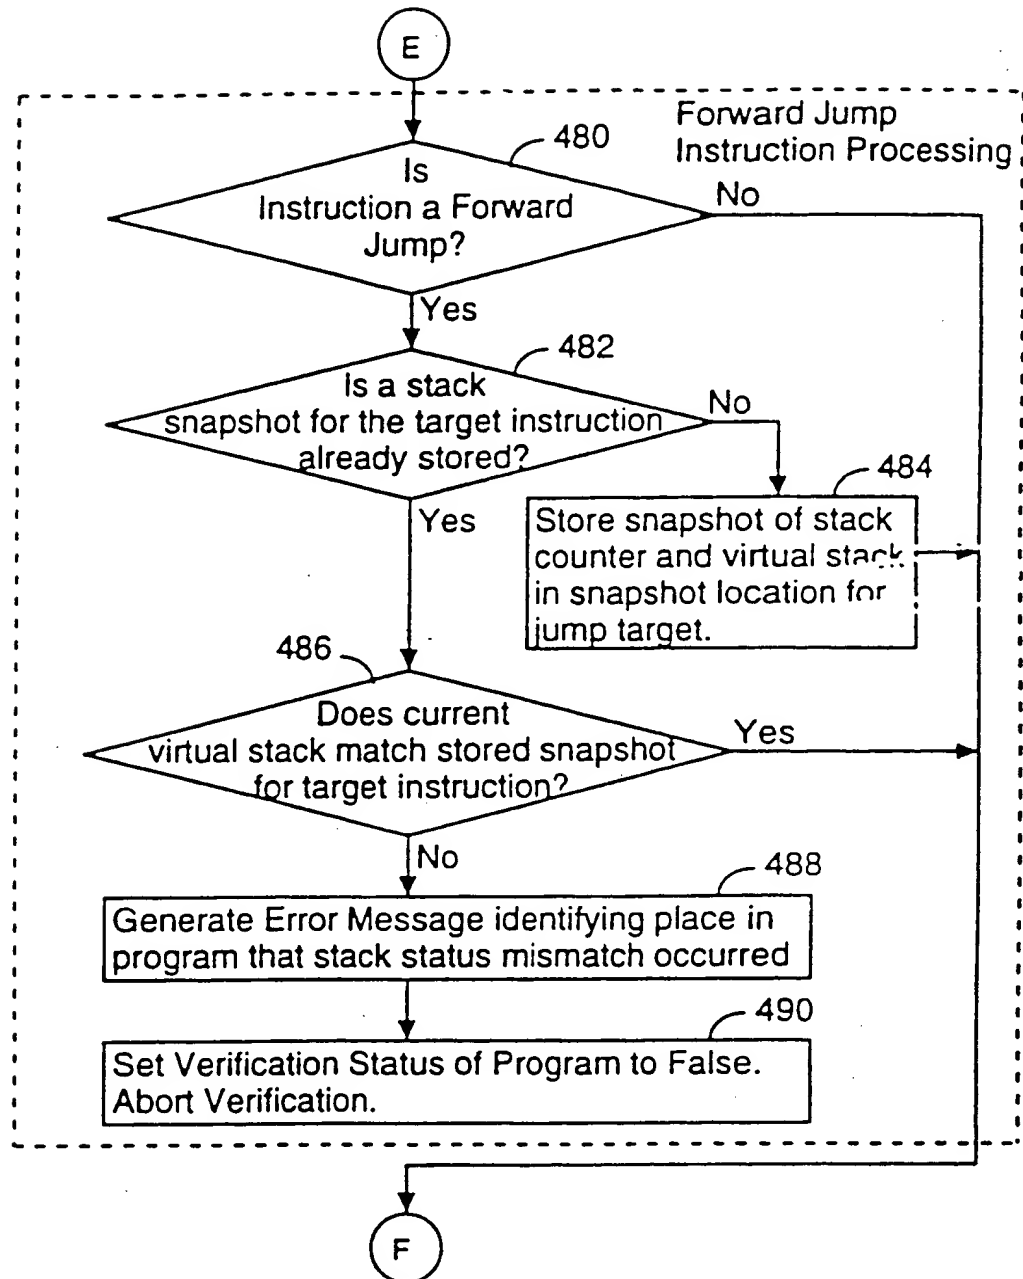 E
Forward Jump
Instruction Processing
480
Is
Instruction a Forward
Jump?
No
Yes
482
Is a stack
snapshot for the target instruction
already stored?
No
Yes
484
Store snapshot of stack
counter and virtual stack
in snapshot location for
jump target.
486
Does current
virtual stack match stored snapshot
for target instruction?
Yes
No
488
Generate Error Message identifying place in
program that stack status mismatch occurred
490
Set Verification Status of Program to False.
Abort Verification.
F